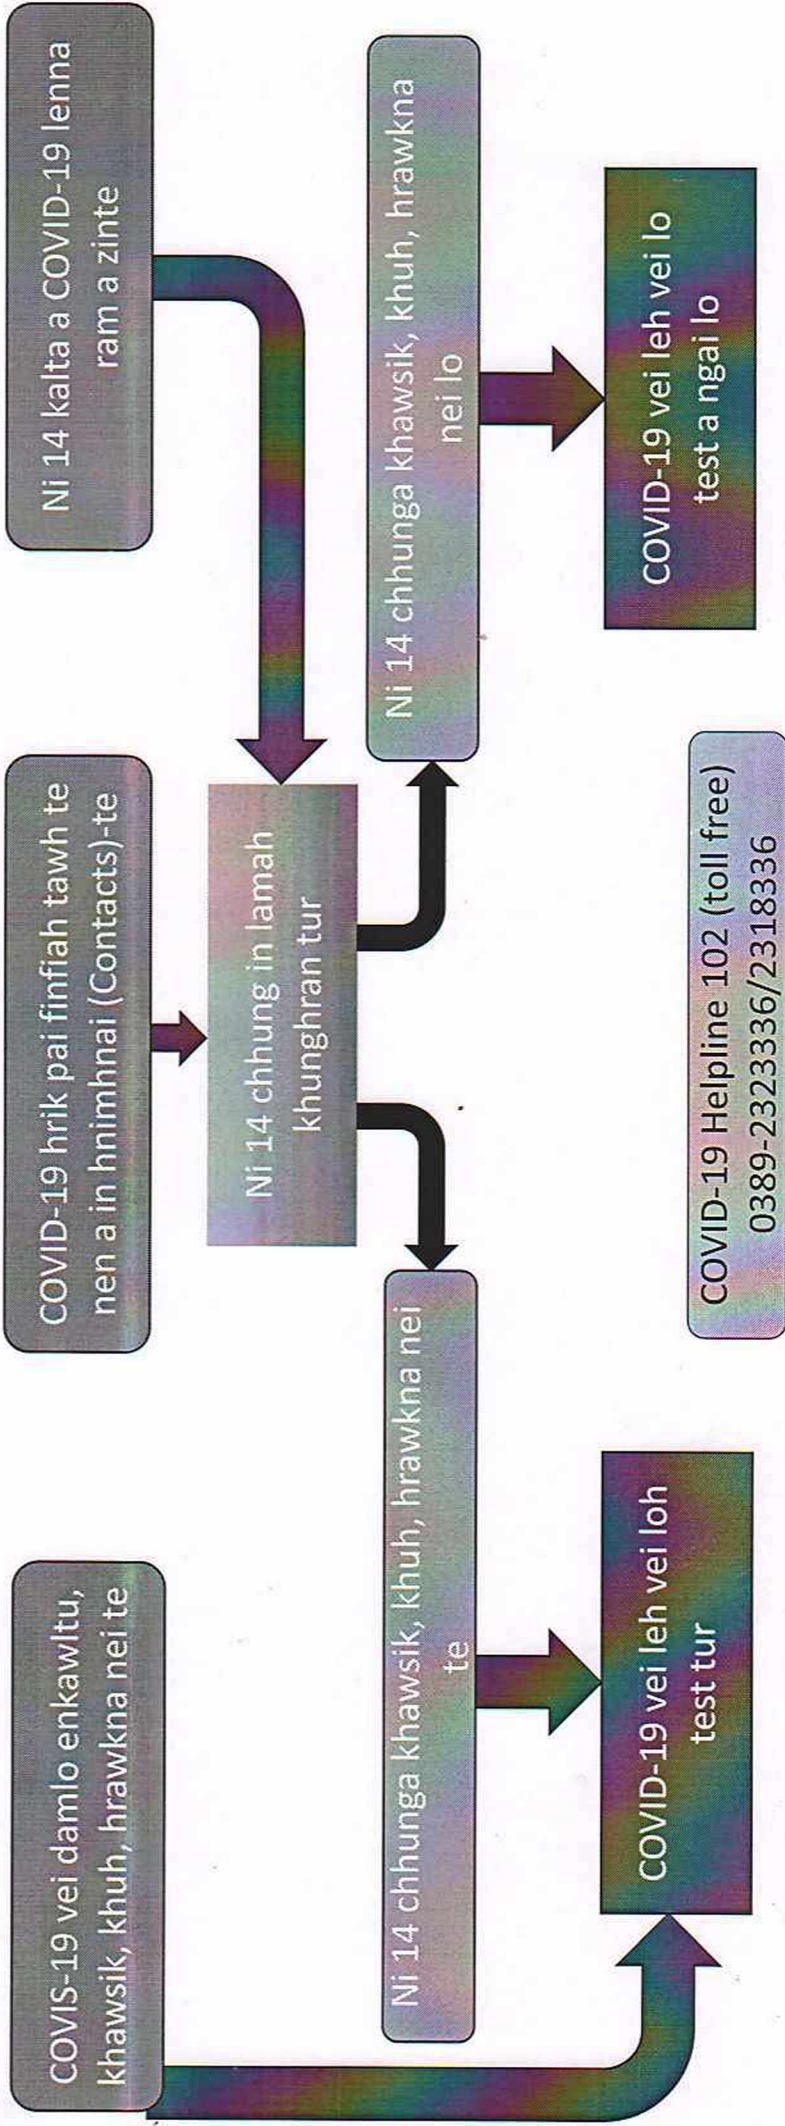 COVIS-19 vei damlo enkawltu,
khawsik, khuh, hrawkna nei te
COVID-19 hrik pai finfiah tawh te
nen a in hnimhnai (Contacts)-te
Ni 14 kalta a COVID-19 lenna
ram a zinte
Ni 14 chhung in lamah
khunghran tur
Ni 14 chhunga khawsik, khuh, hrawkna nei
te
Ni 14 chhunga khawsik, khuh, hrawkna
nei lo
COVID-19 vei leh vei loh
test tur
COVID-19 vei leh vei lo
test a ngai lo
COVID-19 Helpline 102 (toll free)
0389-2323336/2318336